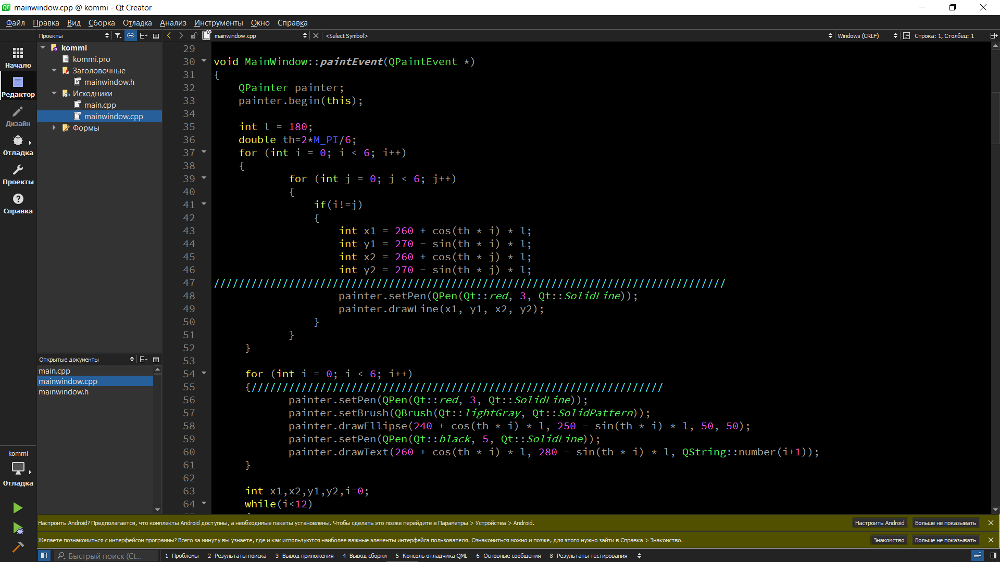 mainwindow.cpp @ kommi - Qt Creator
Файл Правка Вид Сборка Отладка Анализ Инструменты Окно Справка
Проекты
mainwindow.cpp
<Select Symbol>
Windows (CRLF)
Строка: 1, Столбец: 1
Начало
Редактор
Дизайн
Отладка
Проекты
Справка
kommi
kommi.pro
Заголовочные
mainwindow.h
Исходники
main.cpp
mainwindow.cpp
Формы
Открытые документы
main.cpp
mainwindow.cpp
mainwindow.h
kommi
Отладка
29
30 void MainWindow::paintEvent(QPaintEvent *)
31 {
32 QPainter painter;
33 painter.begin(this);
34
35 int l = 180;
36 double th=2*M_PI/6;
37 for (int i = 0; i < 6; i++)
38 {
39 for (int j = 0; j < 6; j++)
40 {
41 if(i!=j)
42 {
43 int x1 = 260 + cos(th * i) * l;
44 int y1 = 270 - sin(th * i) * l;
45 int x2 = 260 + cos(th * j) * l;
46 int y2 = 270 - sin(th * j) * l;
47 //////////////////////////////////////////////////////////////////////////////////
48 painter.setPen(QPen(Qt::red, 3, Qt::SolidLine));
49 painter.drawLine(x1, y1, x2, y2);
50 }
51 }
52 }
53
54 for (int i = 0; i < 6; i++)
55 {//////////////////////////////////////////////////////////////////
56 painter.setPen(QPen(Qt::red, 3, Qt::SolidLine));
57 painter.setBrush(QBrush(Qt::lightGray, Qt::SolidPattern));
58 painter.drawEllipse(240 + cos(th * i) * l, 250 - sin(th * i) * l, 50, 50);
59 painter.setPen(QPen(Qt::black, 5, Qt::SolidLine));
60 painter.drawText(260 + cos(th * i) * l, 280 - sin(th * i) * l, QString::number(i+1));
61 }
62
63 int x1,x2,y1,y2,i=0;
64 while(i<12)
Настроить Android? Предполагается, что комплекты Android доступны, а необходимые пакеты установлены. Чтобы сделать это позже перейдите в Параметры > Устройства > Android. Настроить Android Больше не показывать
Желаете познакомиться с интерфейсом программы? Всего за минуту вы узнаете, где и как используются наиболее важные элементы интерфейса пользователя. Ознакомиться можно и позже, для этого нужно зайти в Справка > Знакомство. Знакомство Больше не показывать
Быстрый поиск (Ct... 1 Проблемы 2 Результаты поиска 3 Вывод приложения 4 Вывод сборки 5 Консоль отладчика QML 6 Основные сообщения 8 Результаты тестирования